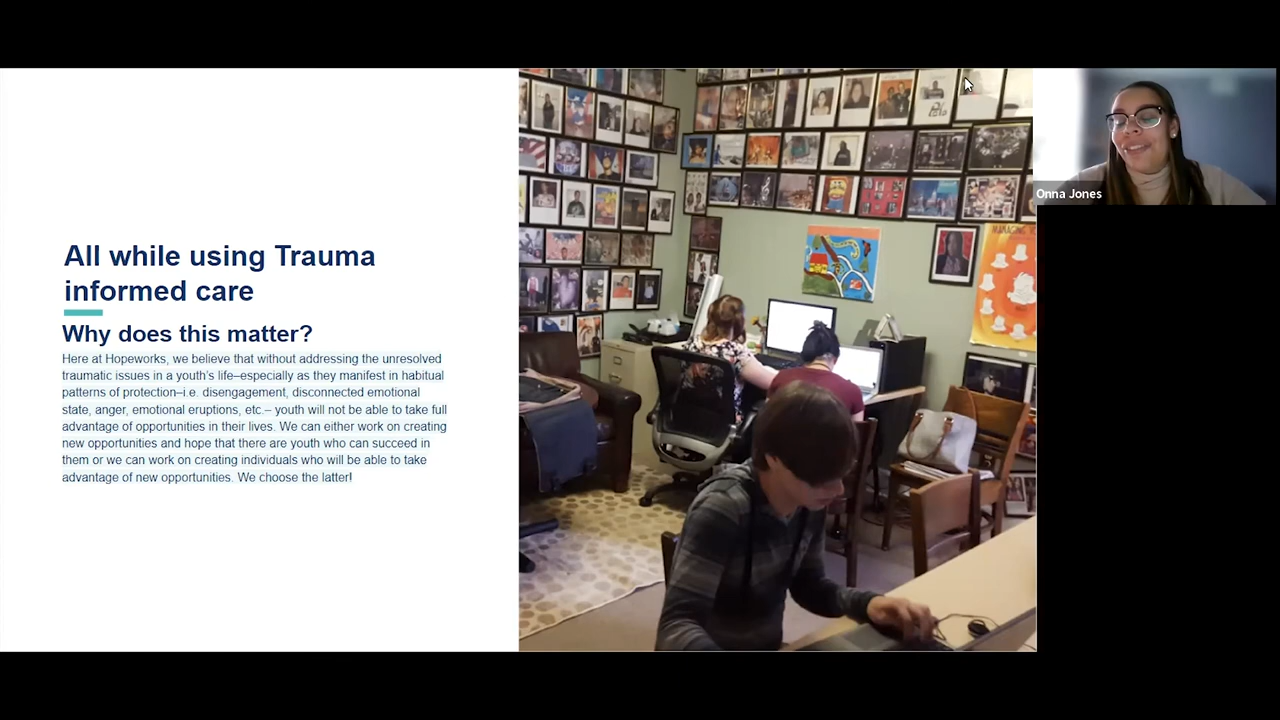 All while using Trauma
informed care
Why does this matter?
Here at Hopeworks, we believe that without addressing the unresolved
traumatic issues in a youth's life–especially as they manifest in habitual
patterns of protection–i.e. disengagement, disconnected emotional
state, anger, emotional eruptions, etc.– youth will not be able to take full
advantage of opportunities in their lives. We can either work on creating
new opportunities and hope that there are youth who can succeed in
them or we can work on creating individuals who will be able to take
advantage of new opportunities. We choose the latter!
Onna Jones
MANAGING